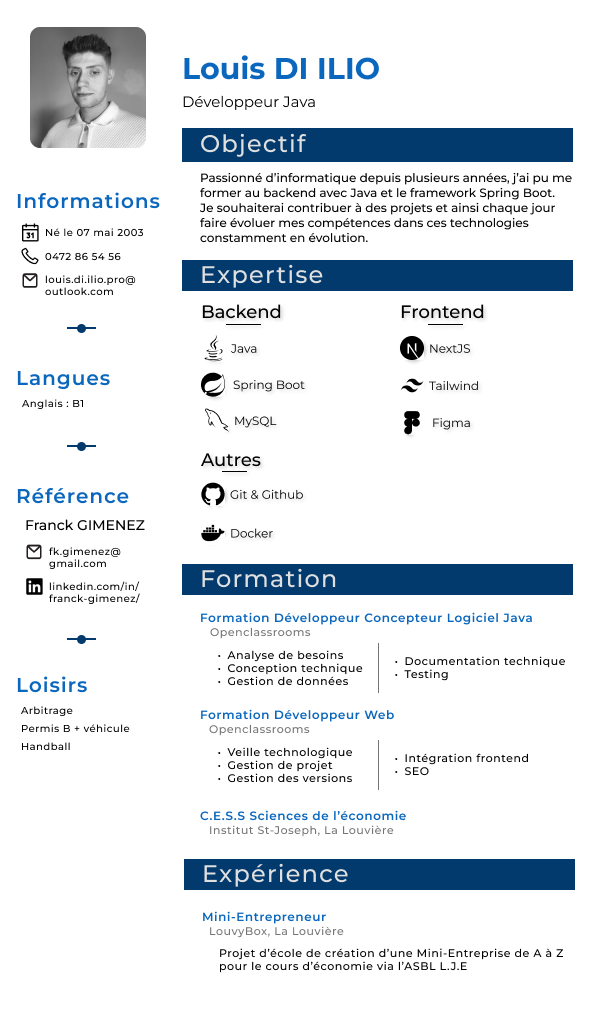 Louis DI ILIO
Développeur Java
Informations
31
Né le 07 mai 2003
0472 86 54 56
louis.di.ilio.pro@
outlook.com
Langues
Anglais : B1
Référence
Franck GIMENEZ
fk.gimenez@
gmail.com
in
linkedin.com/in/
franck-gimenez/
Loisirs
Arbitrage
Permis B + véhicule
Handball
Objectif
Passionné d’informatique depuis plusieurs années, j’ai pu me
former au backend avec Java et le framework Spring Boot.
Je souhaiterai contribuer à des projets et ainsi chaque jour
faire évoluer mes compétences dans ces technologies
constamment en évolution.
Expertise
Backend
Java
Spring Boot
MySQL
Frontend
N
NextJS
Tailwind
Figma
Autres
Git & Github
Docker
Formation
Formation Développeur Concepteur Logiciel Java
Openclassrooms
• Analyse de besoins
• Conception technique
• Gestion de données
• Documentation technique
• Testing
Formation Développeur Web
Openclassrooms
• Veille technologique
• Gestion de projet
• Gestion des versions
• Intégration frontend
• SEO
C.E.S.S Sciences de l’économie
Institut St-Joseph, La Louvière
Expérience
Mini-Entrepreneur
LouvyBox, La Louvière
Projet d’école de création d’une Mini-Entreprise de A à Z
pour le cours d’économie via l’ASBL L.J.E